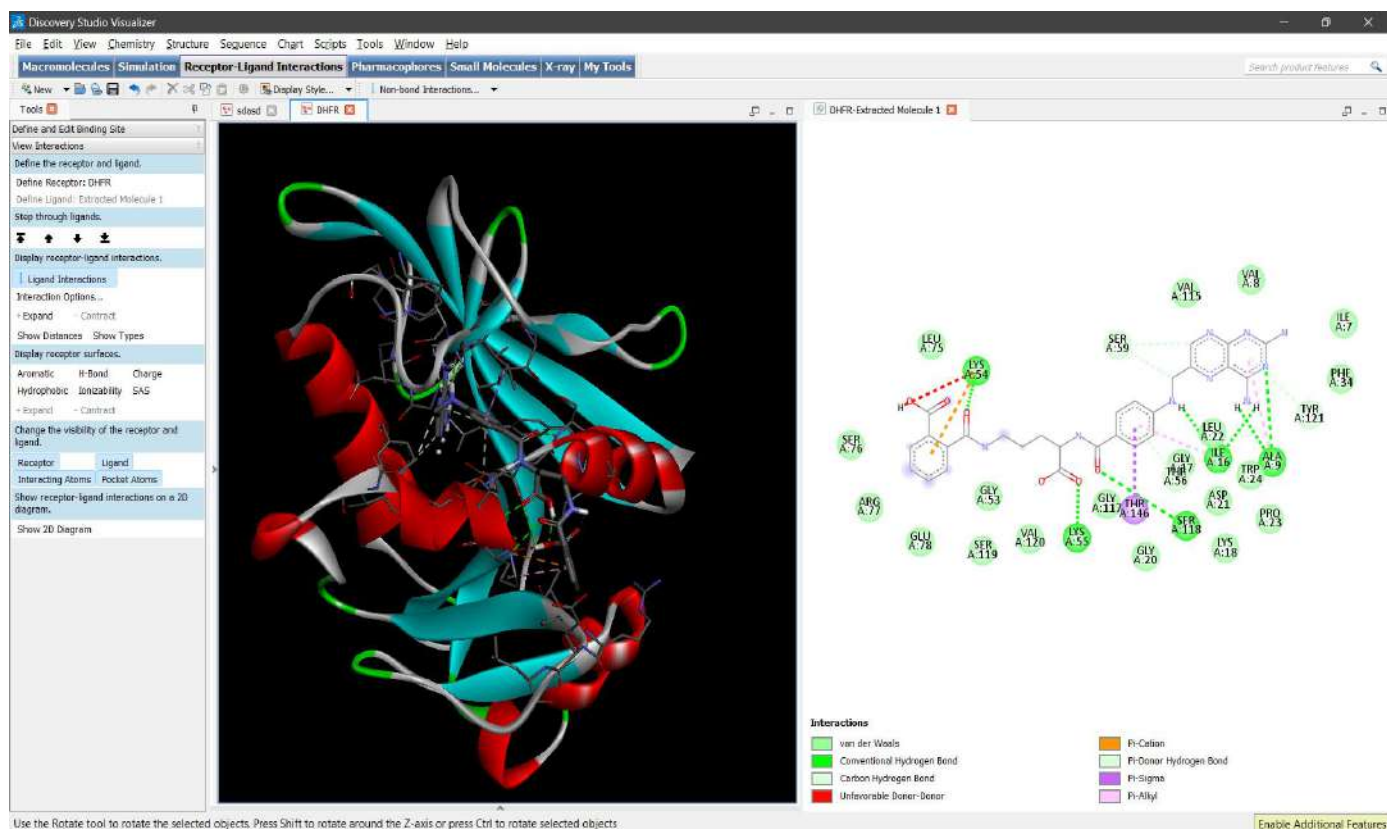 Discovery Studio Visualizer
File Edit View Chemistry Structure Sequence Chart Scripts Tools Window Help
Macromolecules Simulation Receptor-Ligand Interactions Pharmacophores Small Molecules X-ray My Tools
Search product features
New Display Style... Non-bond Interactions...
Tools
sdasd DHFR
DHFR-Extracted Molecule 1
Define and Edit Binding Site
View Interactions
Define the receptor and ligand.
Define Receptor: DHFR
Define Ligand: Extracted Molecule 1
Step through ligands.
Display receptor-ligand interactions.
Ligand Interactions
Interaction Options...
+ Expand - Contract
Show Distances Show Types
Display receptor surfaces.
Aromatic H-Bond Charge
Hydrophobic Ionizability SAS
+ Expand - Contract
Change the visibility of the receptor and
ligand.
Receptor Ligand
Interacting Atoms Pocket Atoms
Show receptor-ligand interactions on a 2D
diagram.
Show 2D Diagram
VAL
A:8
VAL
A:115
ILE
A:7
LEU
A:75
SER
A:59
LYS
A:54
PHE
A:34
TYR
A:121
LEU
A:22
SER
A:76
GLY
A:17
A:56
ILE
A:16
TRP
A:24
ALA
A:9
ARG
A:77
GLY
A:53
GLY
A:117
THR
A:146
ASP
A:21
PRO
A:23
GLU
A:78
SER
A:119
VAL
A:120
LYS
A:55
SER
A:118
GLY
A:20
LYS
A:18
Interactions
van der Waals
Conventional Hydrogen Bond
Carbon Hydrogen Bond
Unfavorable Donor-Donor
Pi-Cation
Pi-Donor Hydrogen Bond
Pi-Sigma
Pi-Alkyl
Use the Rotate tool to rotate the selected objects. Press Shift to rotate around the Z-axis or press Ctrl to rotate selected objects
Enable Additional Features